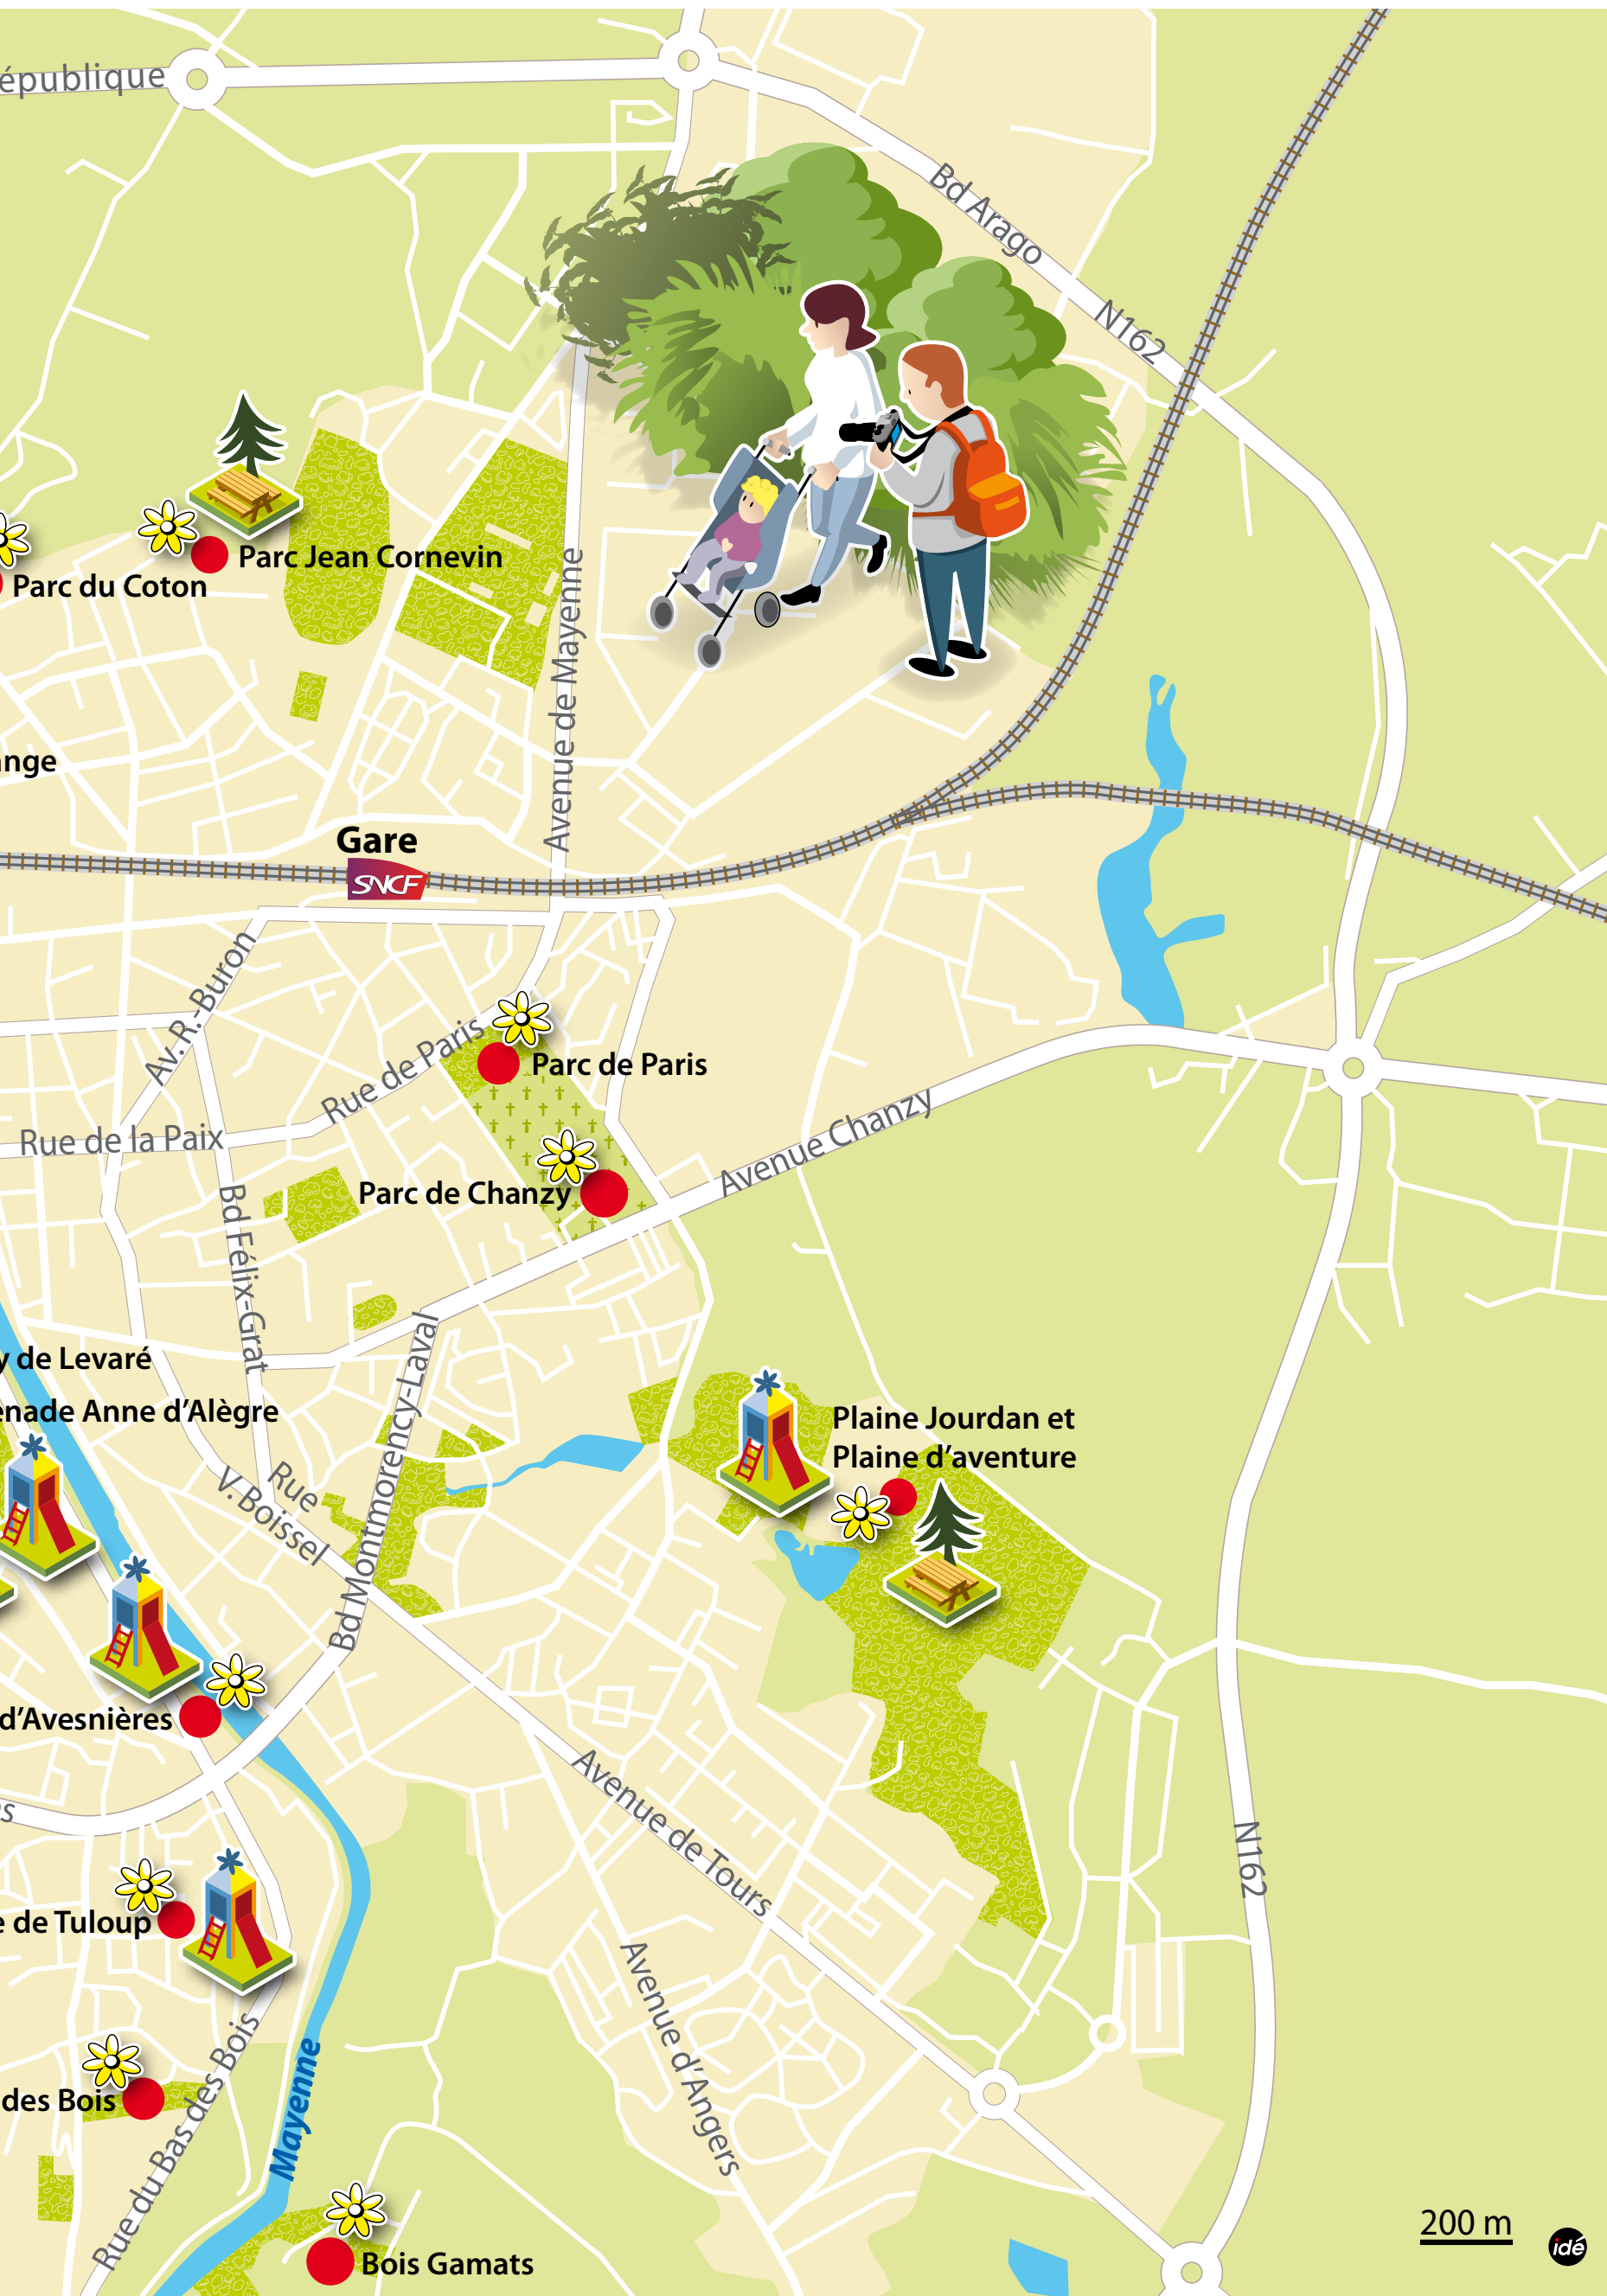 épublique
Bd Arago
N162
Parc Jean Cornevin
Parc du Coton
Avenue de Mayenne
ange
Gare
SNCF
Av. R.-Buron
Rue de Paris
Parc de Paris
Rue de la Paix
Avenue Chanzy
Parc de Chanzy
Bd Félix-Grat
y de Levaré
enade Anne d'Alègre
Bd Montmorency-Laval
Plaine Jourdan et
Plaine d'aventure
Rue
V. Boissel
d'Avesnières
Avenue de Tours
s
N162
e de Tuloup
Avenue d'Angers
des Bois
Rue du Bas des Bois
Mayenne
Bois Gamats
200 m
idé